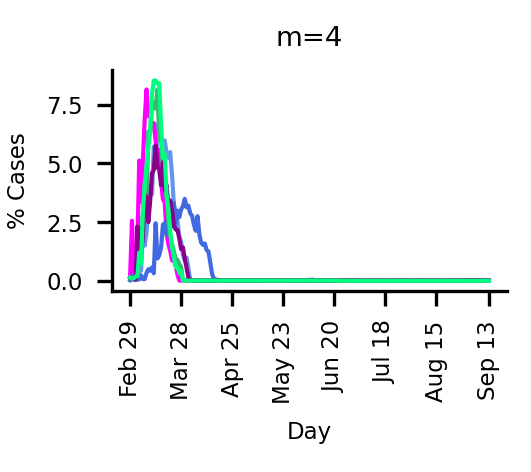 m=4
% Cases
7.5
5.0
2.5
0.0
Feb 29
Mar 28
Apr 25
May 23
Jun 20
Jul 18
Aug 15
Sep 13
Day